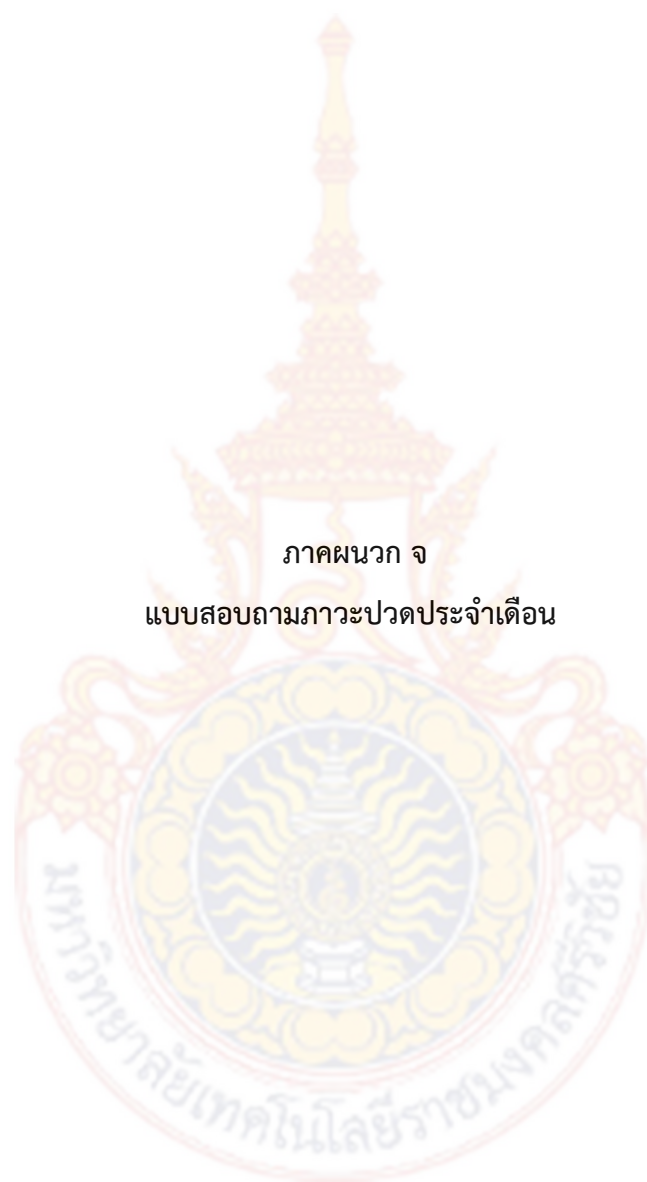 ภาคผนวก จ
แบบสอบถามภาวะปวดประจำเดือน
มหาวิทยาลัยเทคโนโลยีราชมงคลศรีวิชัย